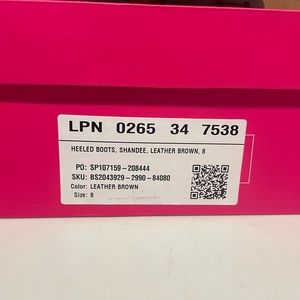 LPN 0265 34 7538
HEELED BOOTS, SHANDEE, LEATHER BROWN, 8
PO: SP107159-208444
SKU: BS2043929-2990-84080
Color: LEATHER BROWN
Size: 8